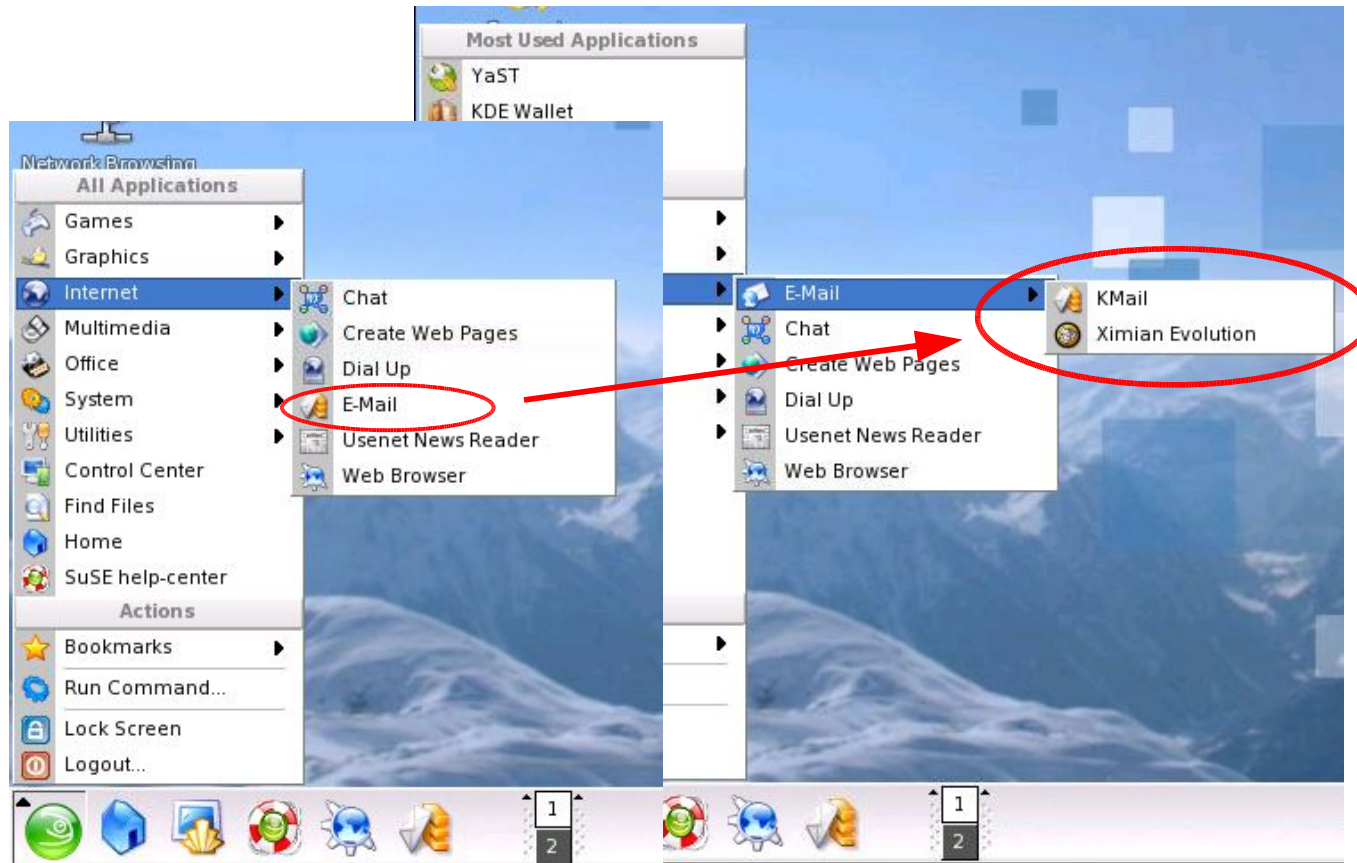 Most Used Applications
YaST
KDE Wallet
Network Browsing
All Applications
Games
Graphics
Internet
Multimedia
Office
System
Utilities
Control Center
Find Files
Home
SuSE help-center
Actions
Bookmarks
Run Command...
Lock Screen
Logout...
Chat
Create Web Pages
Dial Up
E-Mail
Usenet News Reader
Web Browser
1
2
E-Mail
Chat
Create Web Pages
Dial Up
Usenet News Reader
Web Browser
KMail
Ximian Evolution
1
2